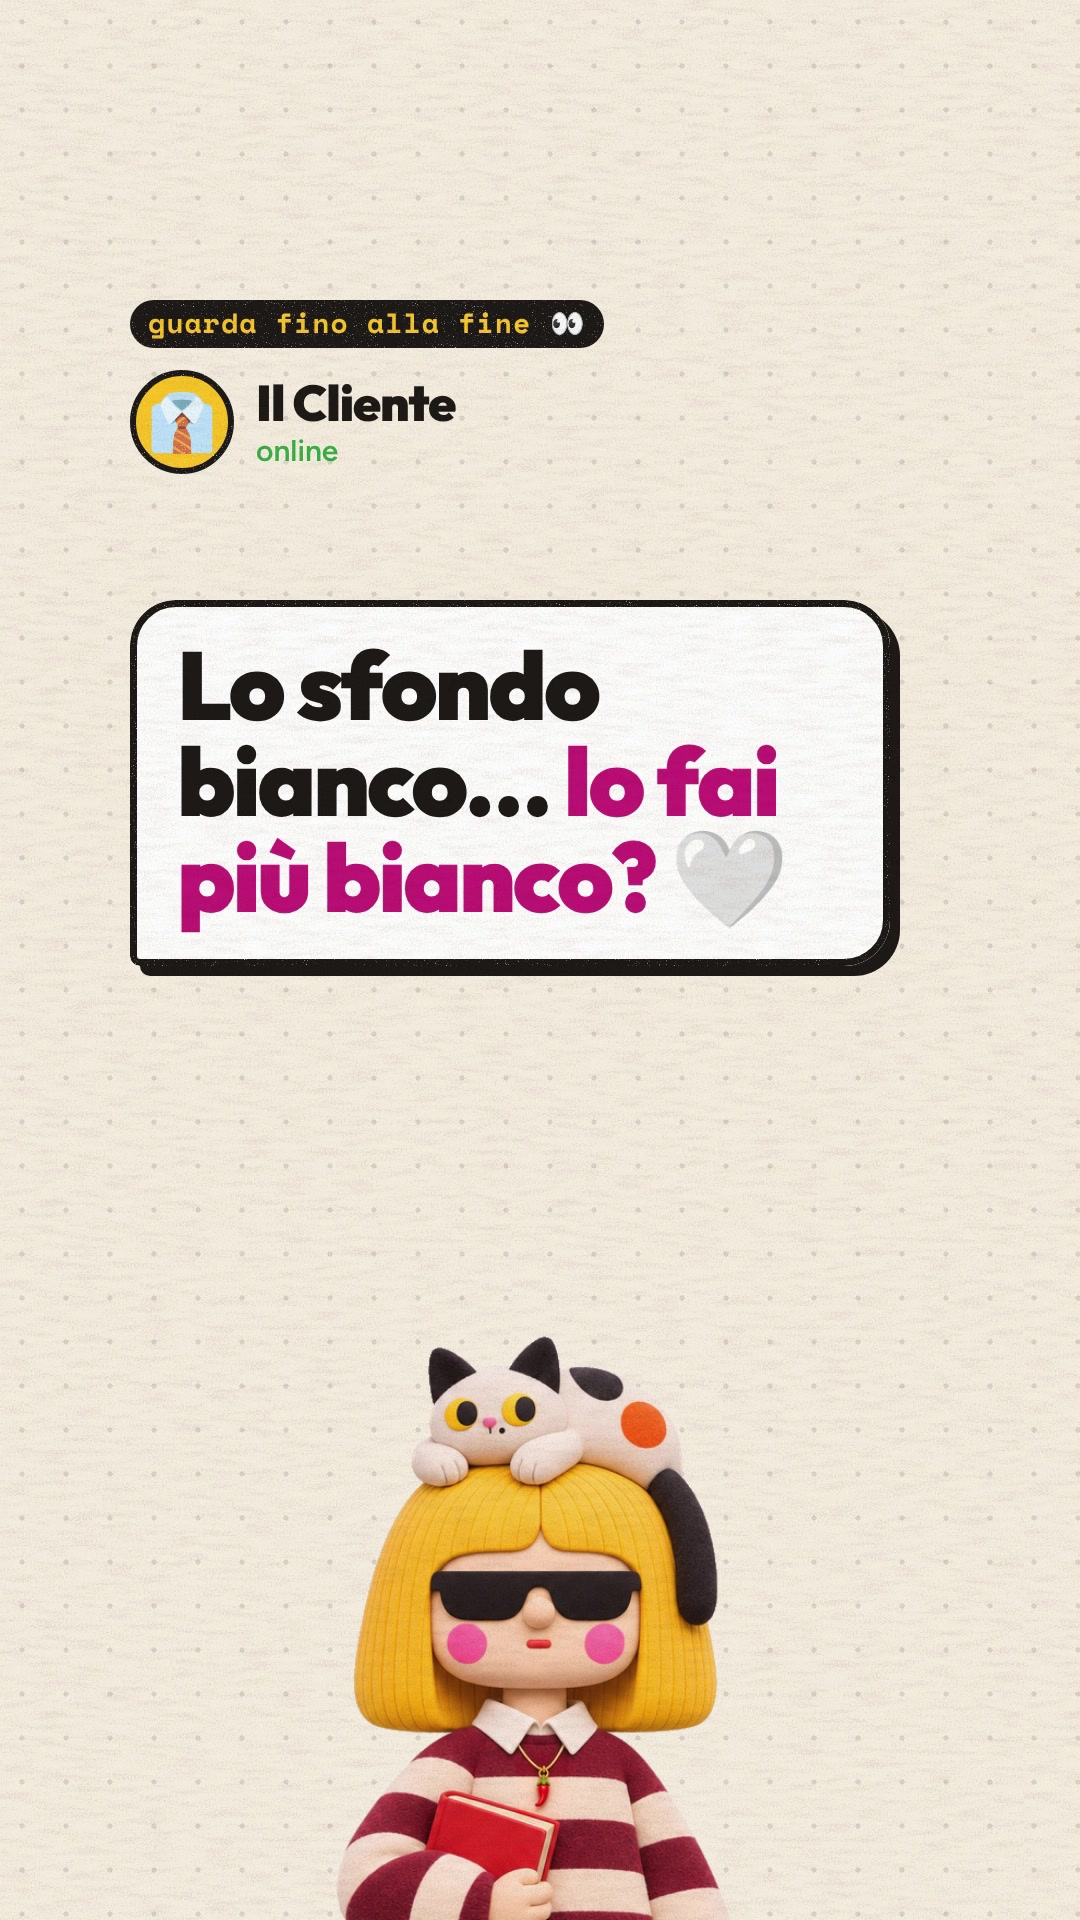 guarda fino alla fine 👀
Il Cliente
online
Lo sfondo
bianco... lo fai
più bianco? 🤍